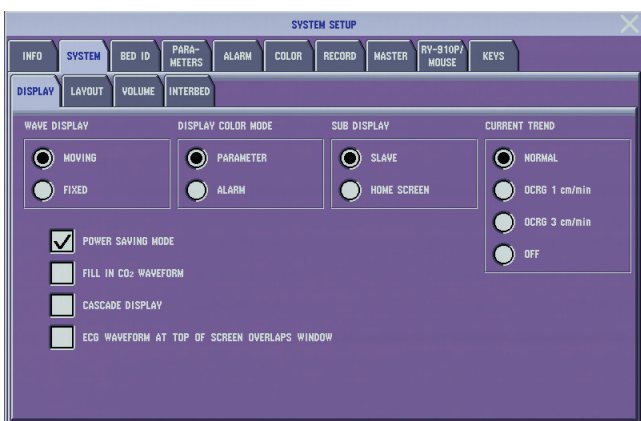 SYSTEM SETUP
INFO SYSTEM BED ID PARA-METERS ALARM COLOR RECORD MASTER RY-910P/MOUSE KEYS
DISPLAY LAYOUT VOLUME INTERBED
WAVE DISPLAY DISPLAY COLOR MODE SUB DISPLAY CURRENT TREND
MOVING PARAMETER SLAVE NORMAL
FIXED ALARM HOME SCREEN OCRG 1 cm/min
OCRG 3 cm/min
OFF
POWER SAVING MODE
FILL IN CO₂ WAVEFORM
CASCADE DISPLAY
ECG WAVEFORM AT TOP OF SCREEN OVERLAPS WINDOW